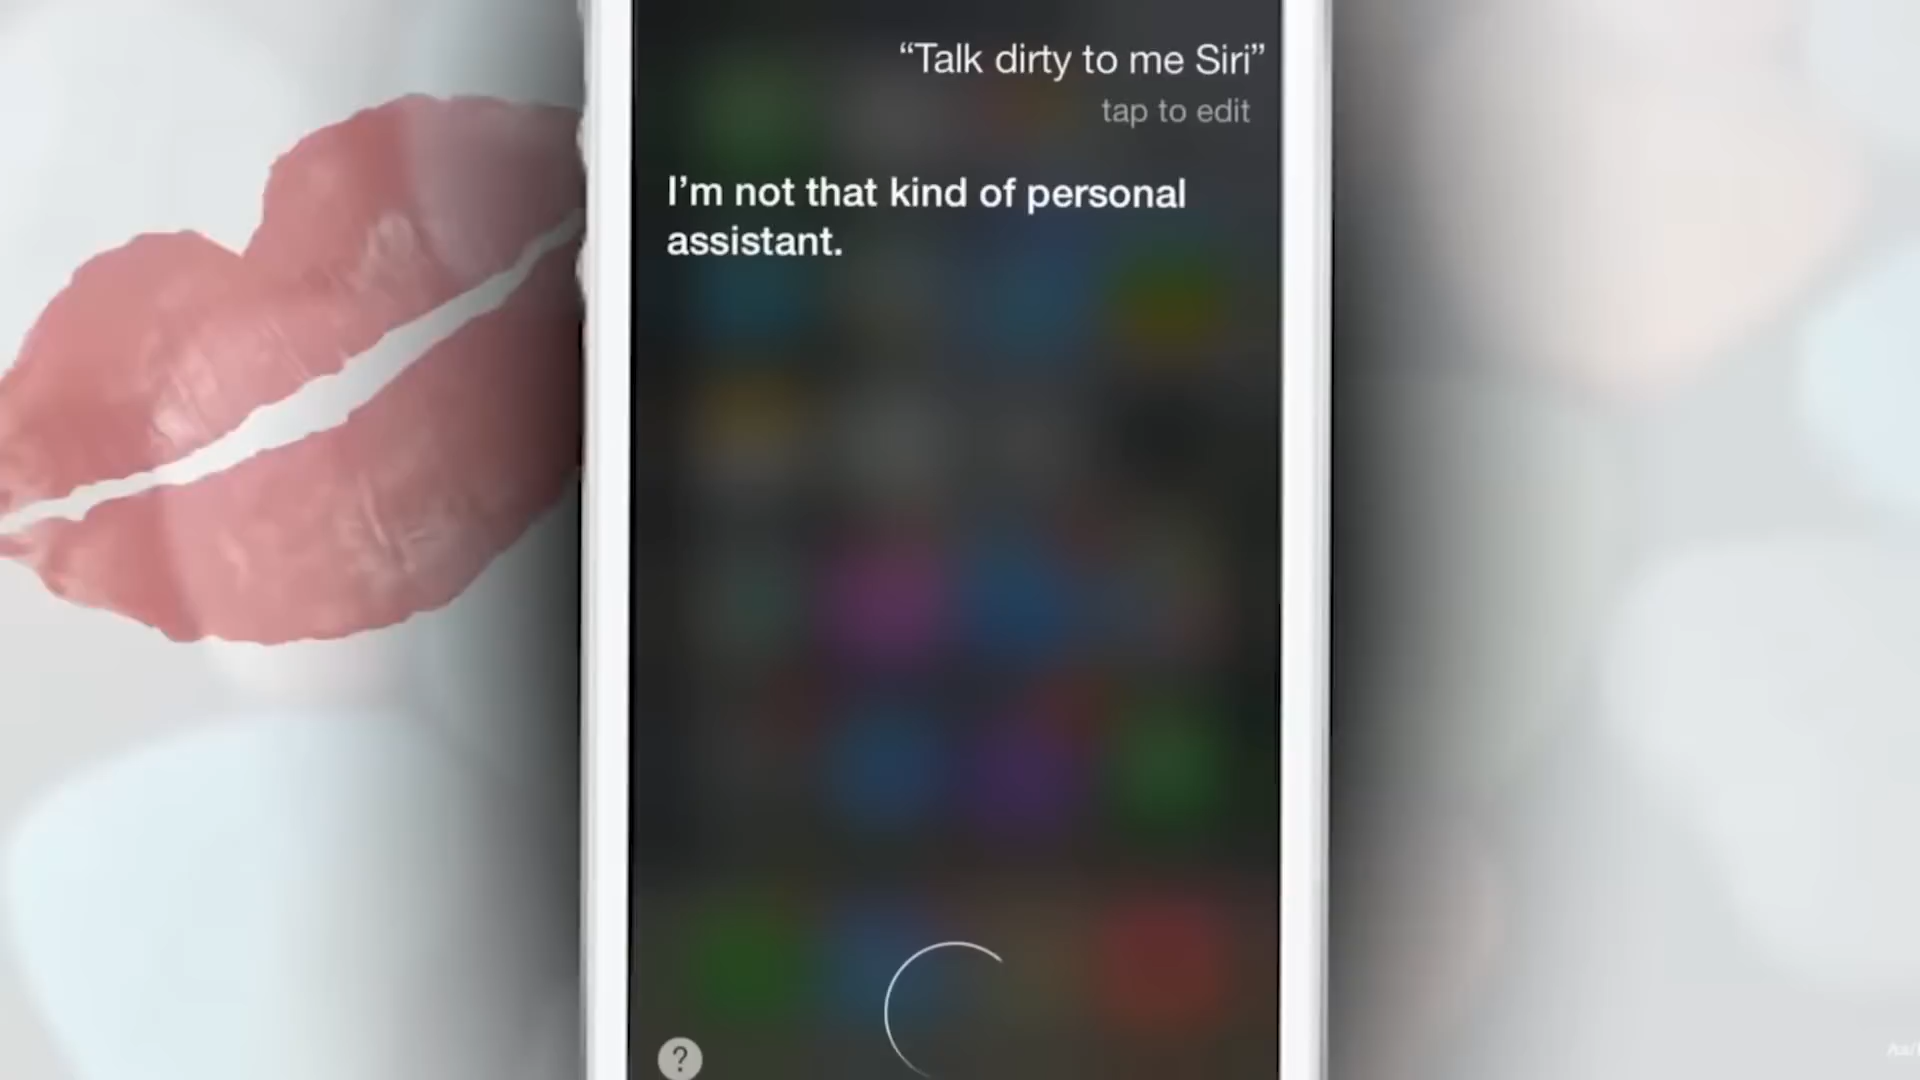 “Talk dirty to me Siri”
tap to edit
I’m not that kind of personal
assistant.
?